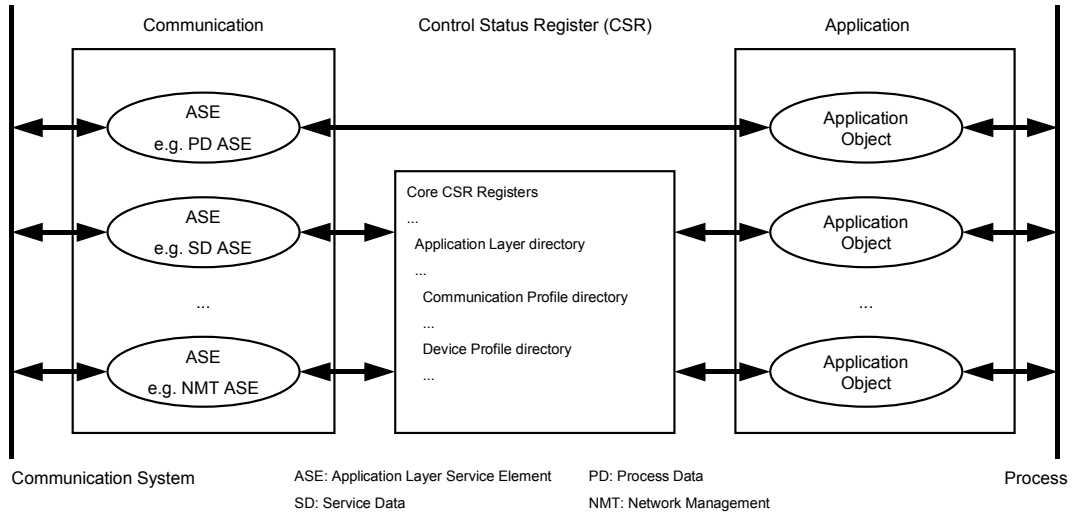 Communication
Control Status Register (CSR)
Application
ASE
e.g. PD ASE
Application
Object
Core CSR Registers
...
Application Layer directory
...
Communication Profile directory
...
Device Profile directory
...
ASE
e.g. SD ASE
Application
Object
...
...
ASE
e.g. NMT ASE
Application
Object
Communication System
Process
ASE: Application Layer Service Element
PD: Process Data
SD: Service Data
NMT: Network Management